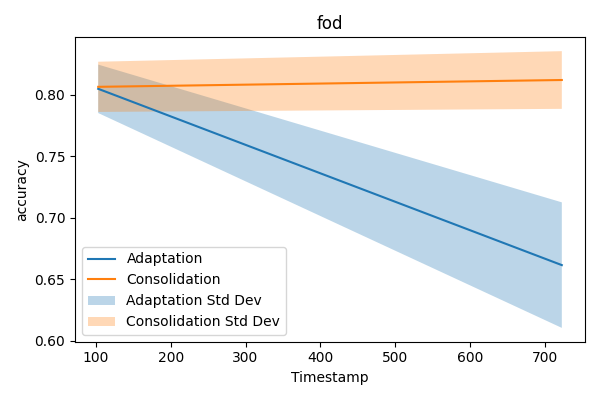 fod
accuracy
0.80
0.75
0.70
0.65
0.60
Adaptation
Consolidation
Adaptation Std Dev
Consolidation Std Dev
100 200 300 400 500 600 700
Timestamp